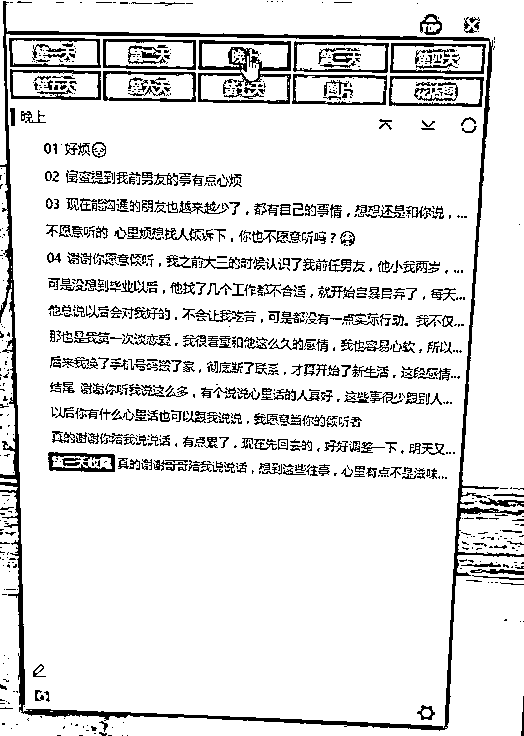 第一天 第二天 晚上 第三天 第四天
第五天 第六天 第七天 图片 花话题
晚上
01 好烦
02 闺蜜提到我前男友的事有点心烦
03 现在能沟通的朋友也越来越少了，都有自己的事情，想想还是和你说，...
不愿意听的 心里烦想找人倾诉下，你也不愿意听吗？
04 谢谢你愿意倾听，我之前大三的时候认识了我前任男友，他小我两岁，...
可是没想到毕业以后，他找了几个工作都不合适，就开始自暴自弃了，每天...
他总说以后会对我好的，不会让我吃苦，可是都没有一点实际行动。我不仅...
那也是我第一次谈恋爱，我很看重和他这么久的感情，我也容易心软，所以...
后来我换了手机号码搬了家，彻底断了联系，才算开始了新生活，这段感情...
结尾 谢谢你听我说这么多，有个说说心里话的人真好，这些事很少跟别人...
以后你有什么心里话也可以跟我说说，我愿意当你的倾听者
真的谢谢你陪我说说话，有点累了，现在先回去的，好好调整一下，明天又...
真的谢谢哥哥陪我说说话，想到这些往事，心里有点不是滋味...